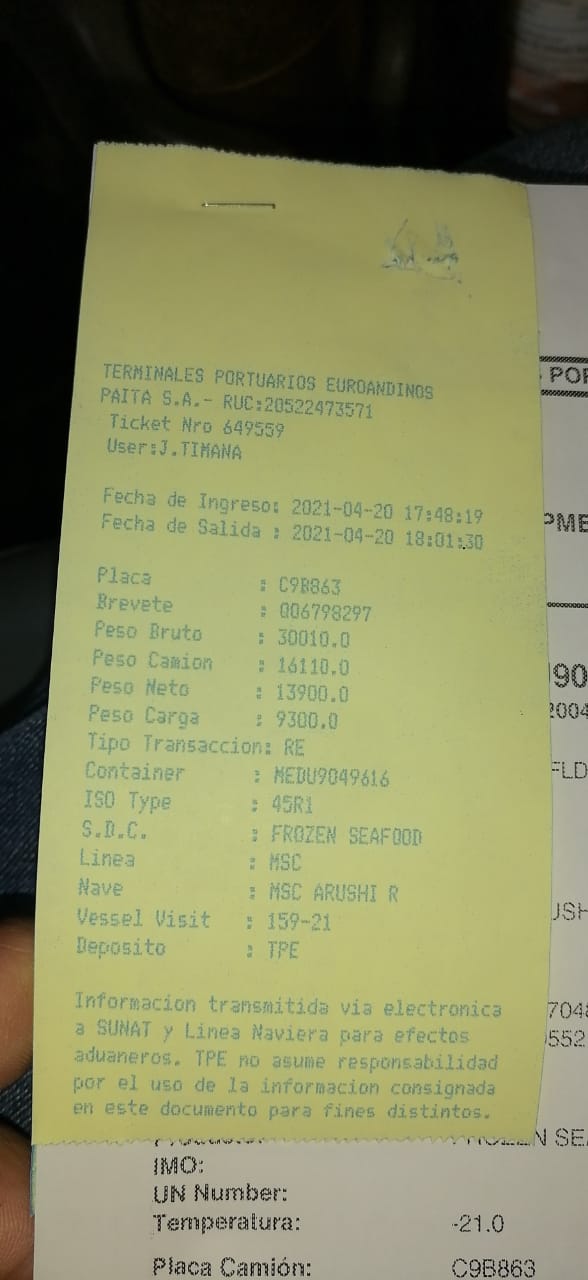 TERMINALES PORTUARIOS EUROANDINOS
PAITA S.A.- RUC:20522473571
Ticket Nro 649559
User:J.TIMANA
Fecha de Ingreso: 2021-04-20 17:48:19
Fecha de Salida : 2021-04-20 18:01:30
Placa : C9B863
Brevete : Q06798297
Peso Bruto : 30010.0
Peso Camion : 16110.0
Peso Neto : 13900.0
Peso Carga : 9300.0
Tipo Transaccion: RE
Container : MEDU9049616
ISO Type : 45R1
S.D.C. : FROZEN SEAFOOD
Linea : MSC
Nave : MSC ARUSHI R
Vessel Visit : 159-21
Deposito : TPE
Informacion transmitida via electronica
a SUNAT y Linea Naviera para efectos
aduaneros. TPE no asume responsabilidad
por el uso de la informacion consignada
en este documento para fines distintos.
IMO:
UN Number:
Temperatura: -21.0
Placa Camión: C9B863